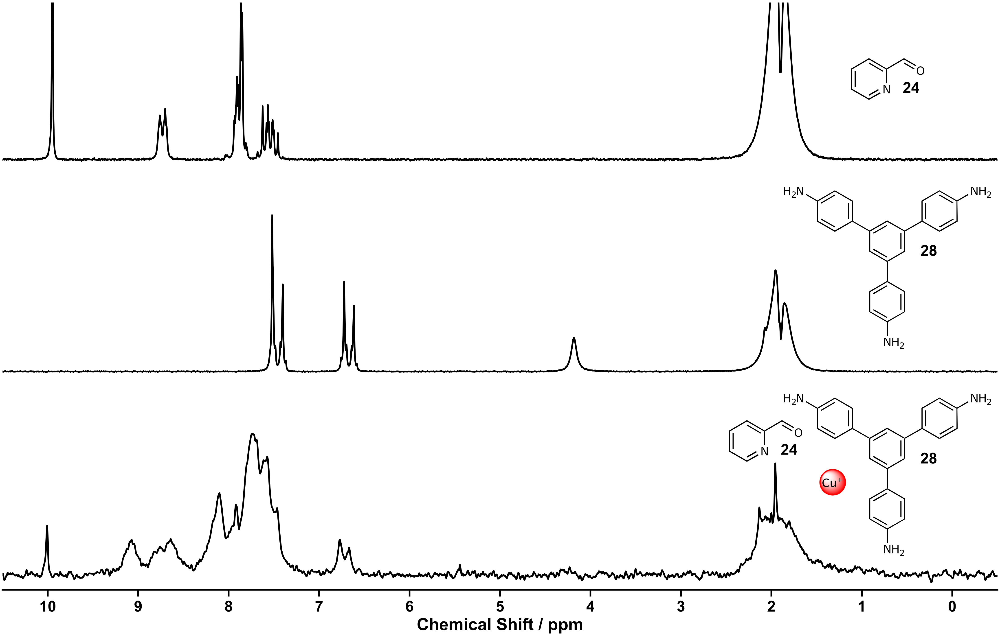 O
N
24
H2N
NH2
28
NH2
H2N
NH2
O
N
24
28
Cu+
NH2
10 9 8 7 6 5 4 3 2 1 0
Chemical Shift / ppm